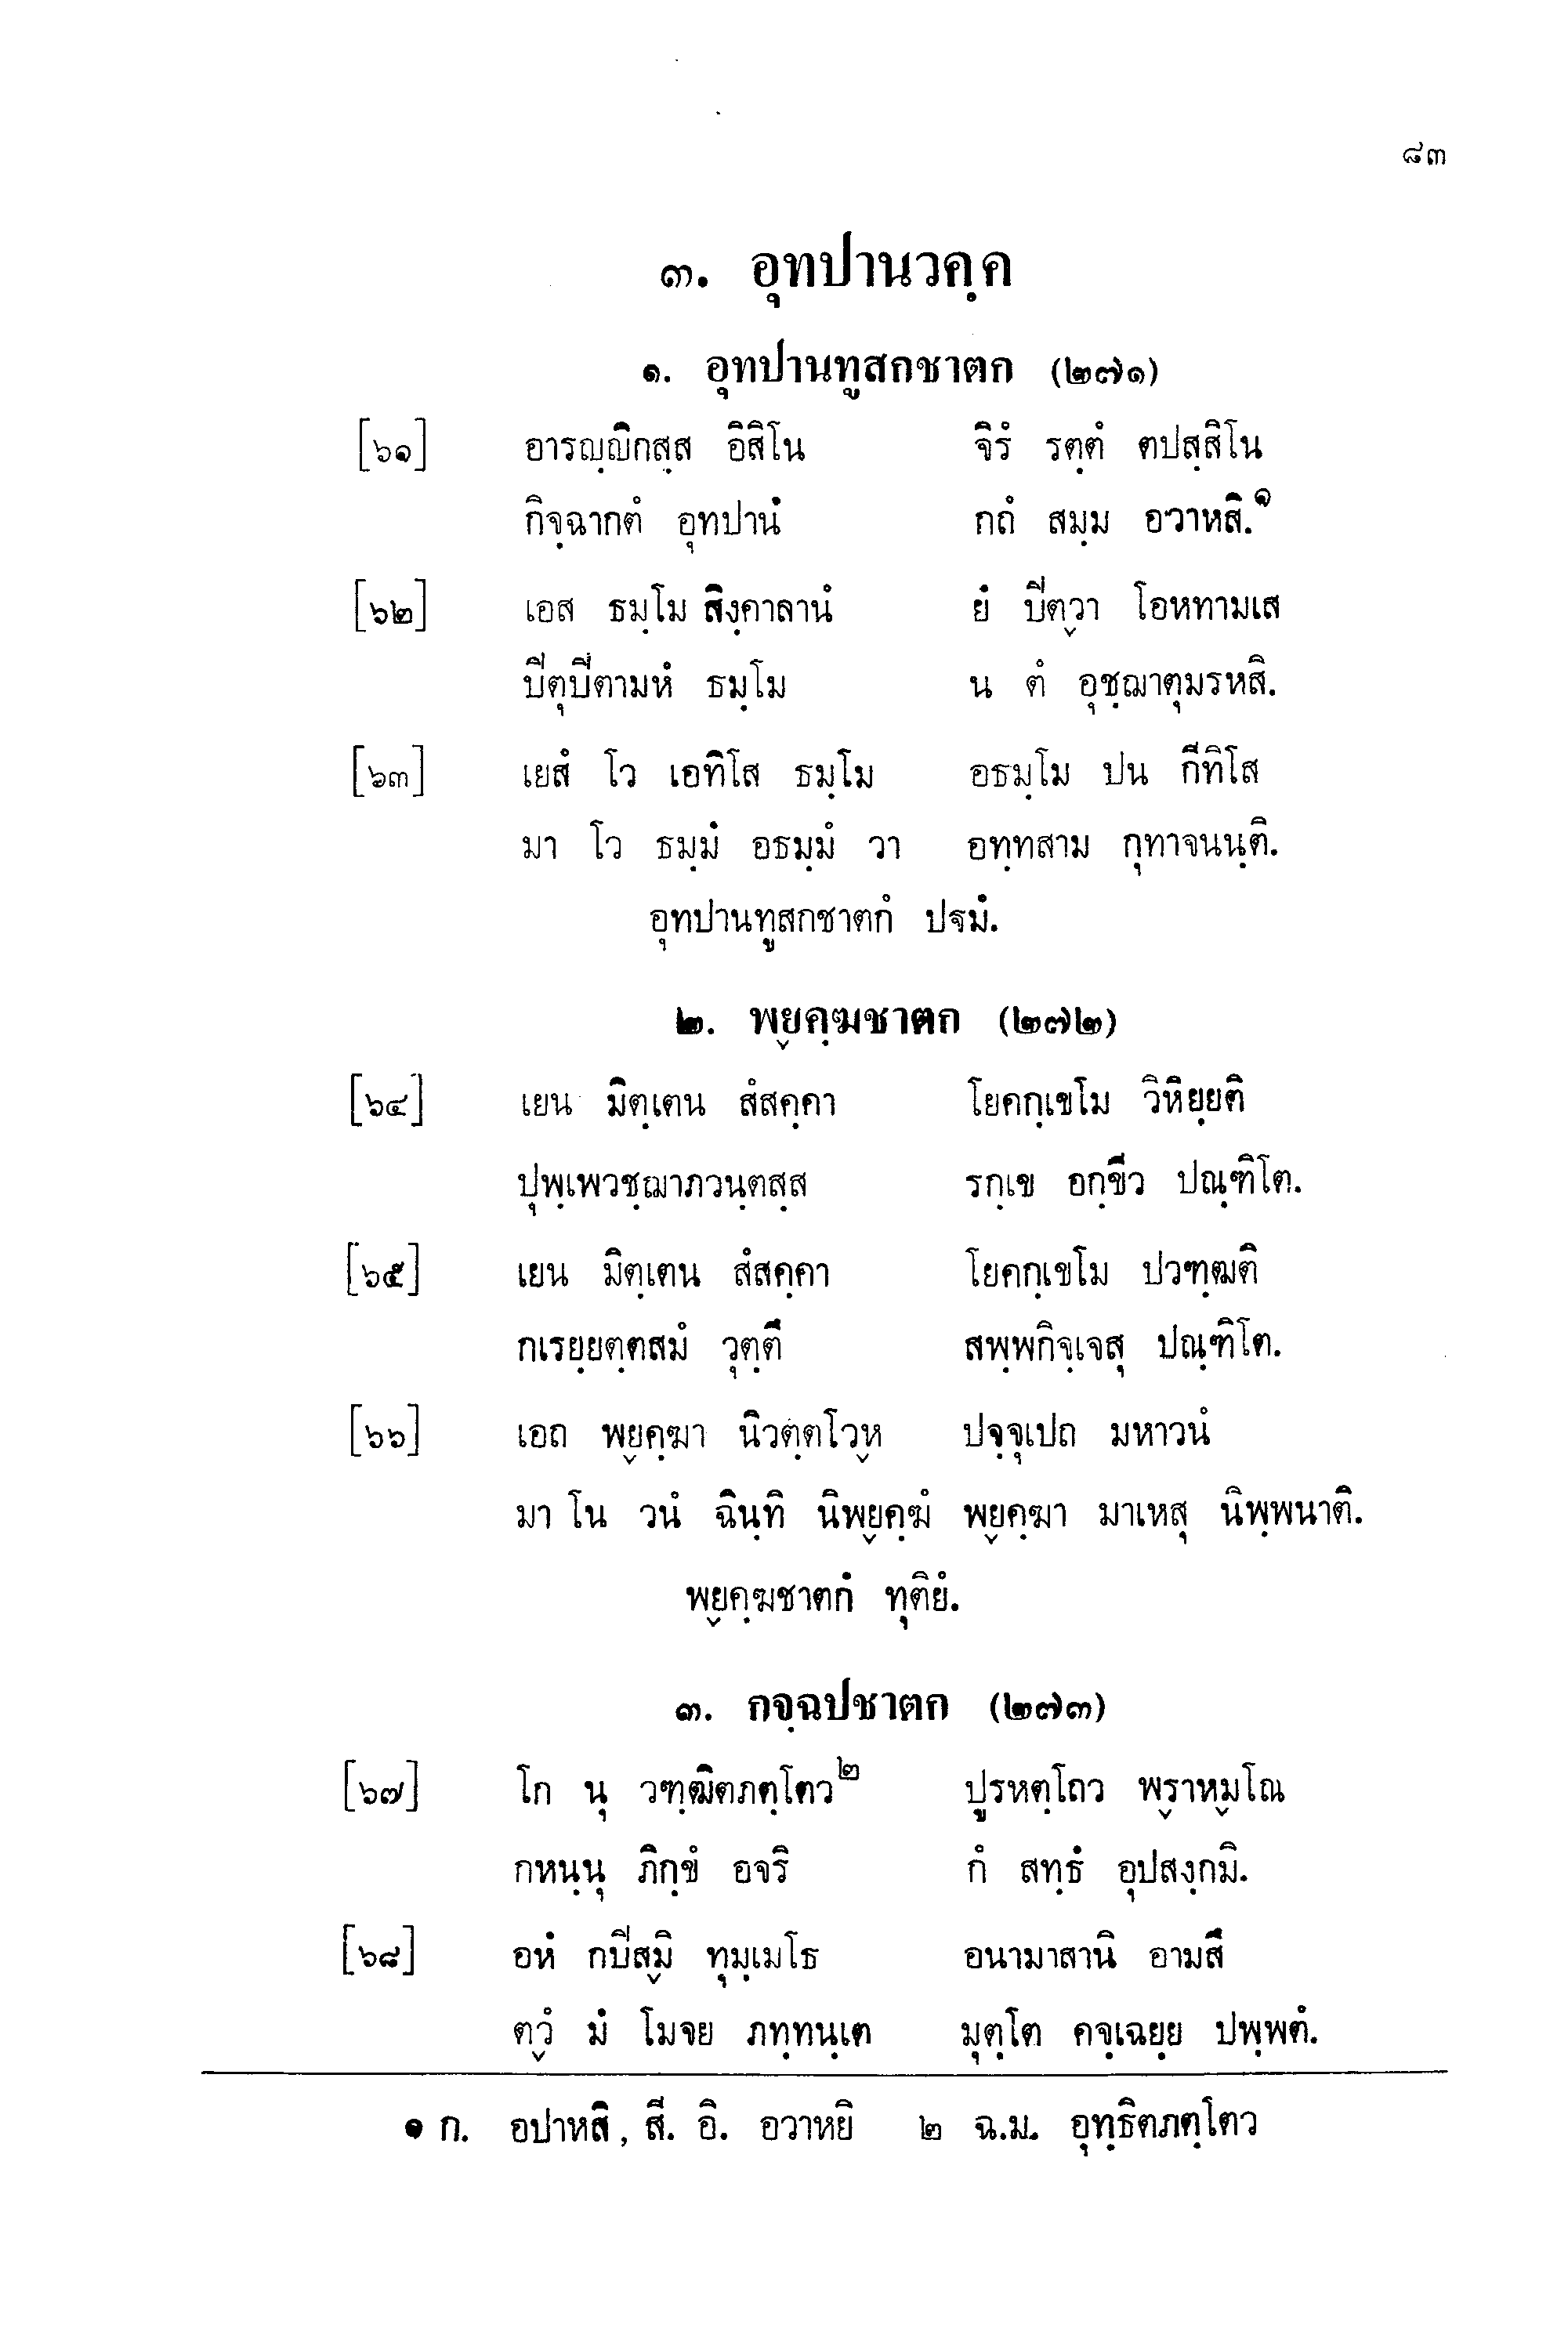 ๘๓
๓. อุทปานวคฺค
๑. อุทปานทูสกชาตก (๒๗๑)
[๖๑] อารญฺญิกสฺส อิสิโน จิรํ รตฺตํ ตปสฺสิโน
กิจฺฉากตํ อุทปานํ กถํ สมฺม อวาหสิ.๑
[๖๒] เอส ธมฺโม สิงฺคาลานํ ยํ ปีตฺวา โอหทามเส
ปีตุปีตามหํ ธมฺโม น ตํ อุชฺฌาตุมรหสิ.
[๖๓] เยสํ โว เอทิโส ธมฺโม อธมฺโม ปน กีทิโส
มา โว ธมฺมํ อธมฺมํ วา อทฺทสาม กุทาจนนฺติ.
อุทปานทูสกชาตกํ ปฐมํ.
๒. พฺยคฺฆชาตก (๒๗๒)
[๖๔] เยน มิตฺเตน สํสคฺคา โยคกฺเขโม วิหิยฺยติ
ปุพฺเพวชฺฌาภวนฺตสฺส รกฺเข อกฺขีว ปณฺฑิโต.
[๖๕] เยน มิตฺเตน สํสคฺคา โยคกฺเขโม ปวฑฺฒติ
กเรยฺยตฺตสมํ วุตฺตึ สพฺพกิจฺเจสุ ปณฺฑิโต.
[๖๖] เอถ พฺยคฺฆา นิวตฺตโวฺห ปจฺจุเปถ มหาวนํ
มา โน วนํ ฉินฺทิ นิพฺยคฺฆํ พฺยคฺฆา มาเหสุ นิพฺพนาติ.
พฺยคฺฆชาตกํ ทุติยํ.
๓. กจฺฉปชาตก (๒๗๓)
[๖๗] โก นุ วฑฺฒิตภตฺโตว๒ ปูรหตฺโถว พฺราหฺมโณ
กหนฺนุ ภิกฺขํ อจริ กํ สทฺธํ อุปสงฺกมิ.
[๖๘] อหํ กปีสฺมิ ทุมฺเมโธ อนามาสานิ อามสึ
ตฺวํ มํ โมจย ภทฺทนฺเต มุตฺโต คจฺเฉยฺย ปพฺพตํ.
๑ ก. อปาหสิ, สี. อิ. อวาหยิ ๒ ฉ.ม. อุทฺธิตภตฺโตว